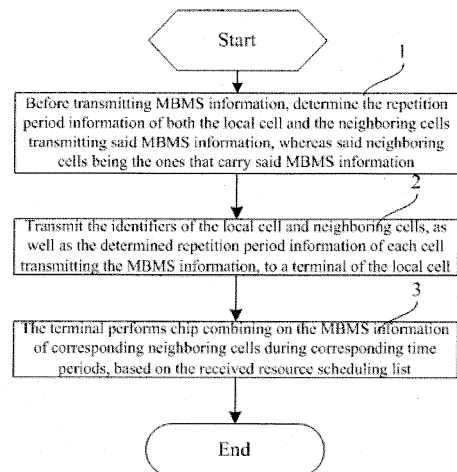 Start
1
Before transmitting MBMS information, determine the repetition
period information of both the local cell and the neighboring cells
transmitting said MBMS information, whereas said neighboring
cells being the ones that carry said MBMS information
2
Transmit the identifiers of the local cell and neighboring cells, as
well as the determined repetition period information of each cell
transmitting the MBMS information, to a terminal of the local cell
3
The terminal performs chip combining on the MBMS information
of corresponding neighboring cells during corresponding time
periods, based on the received resource scheduling list
End